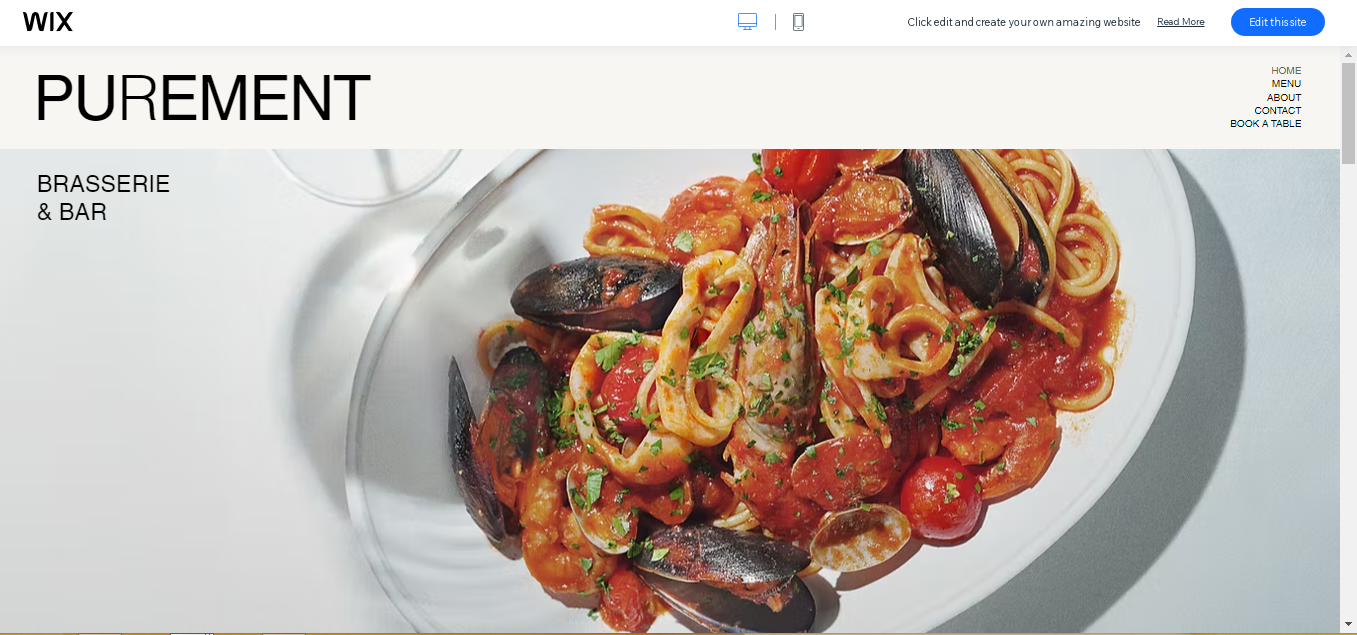 WIX
Click edit and create your own amazing website
Read More
Edit this site
PUREMENT
HOME
MENU
ABOUT
CONTACT
BOOK A TABLE
BRASSERIE
& BAR